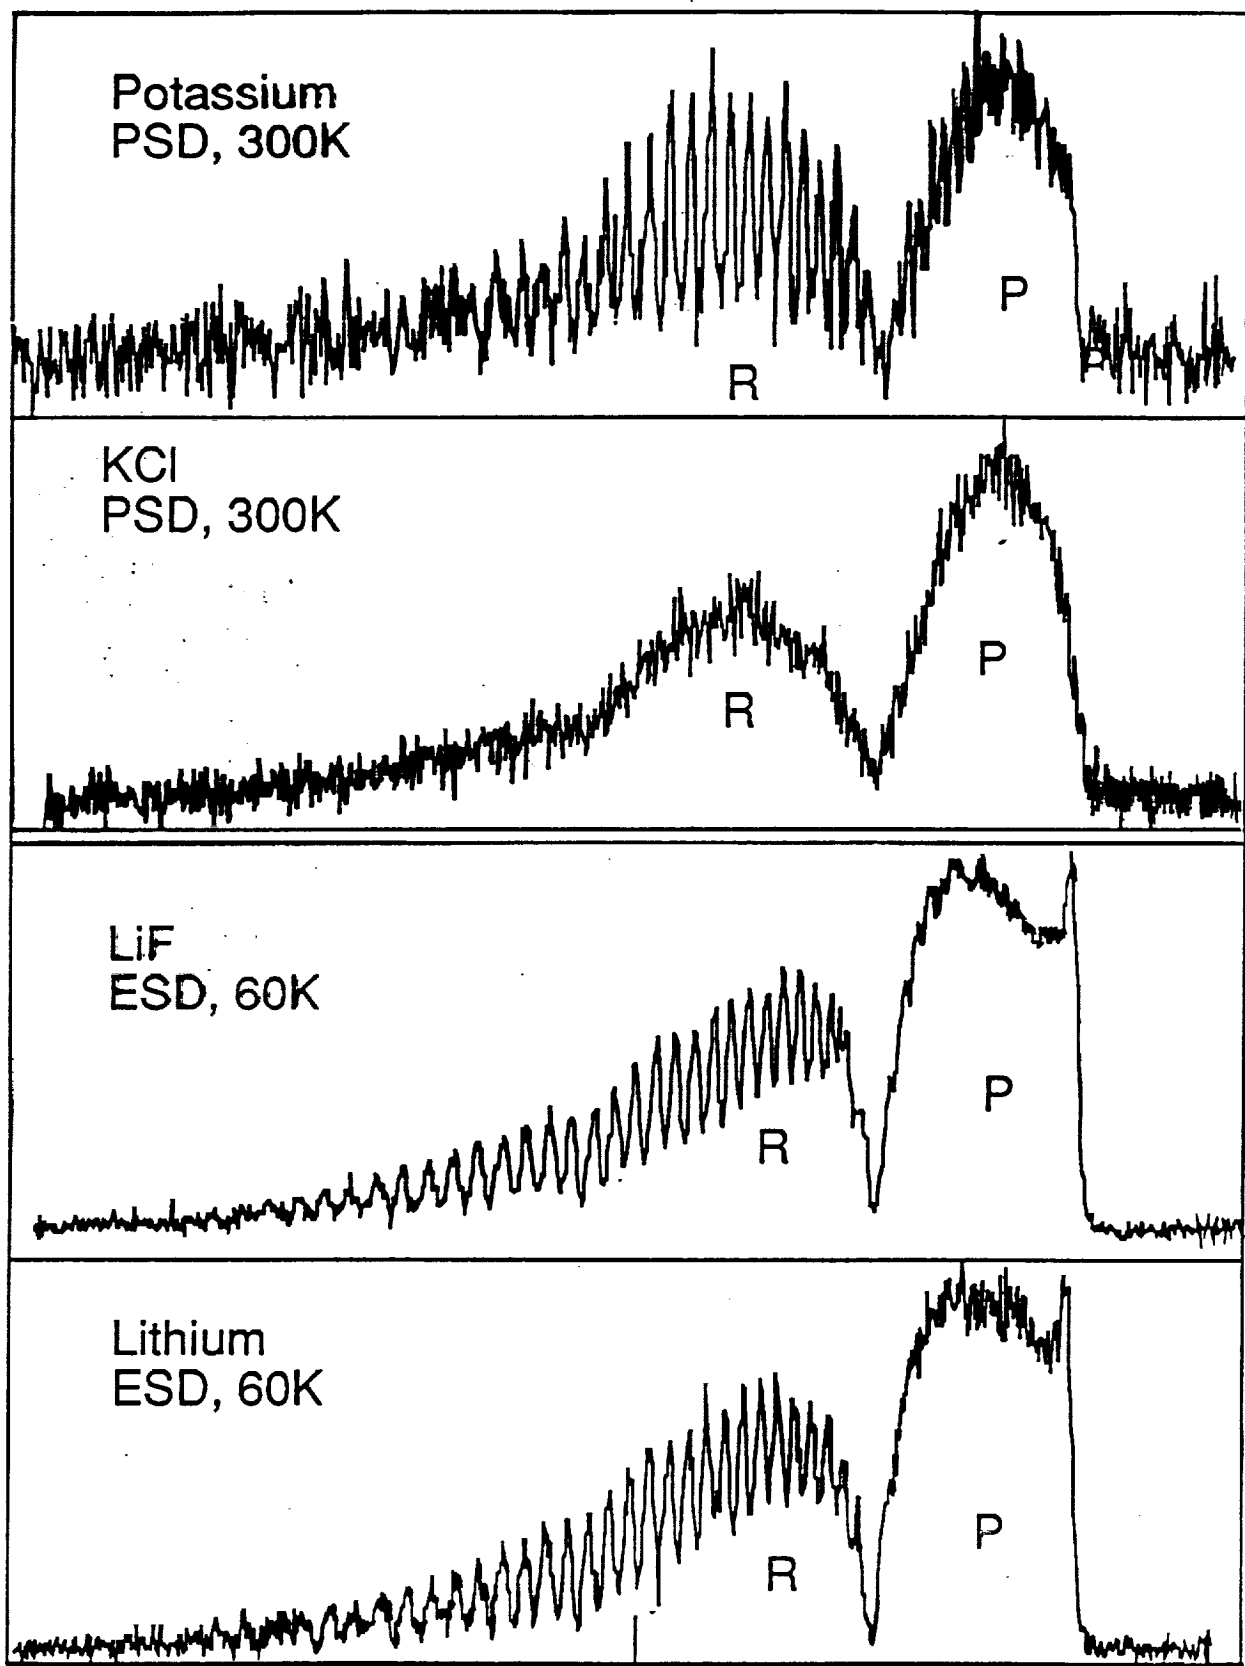 Potassium
PSD, 300K
P
R
KCl
PSD, 300K
P
R
LiF
ESD, 60K
P
R
Lithium
ESD, 60K
P
R